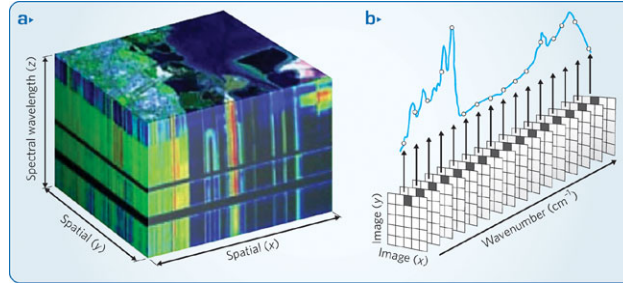 a▸
Spectral wavelength (z)
Spatial (y)
Spatial (x)
b▸
Image (y)
Image (x)
Wavenumber (cm⁻¹)